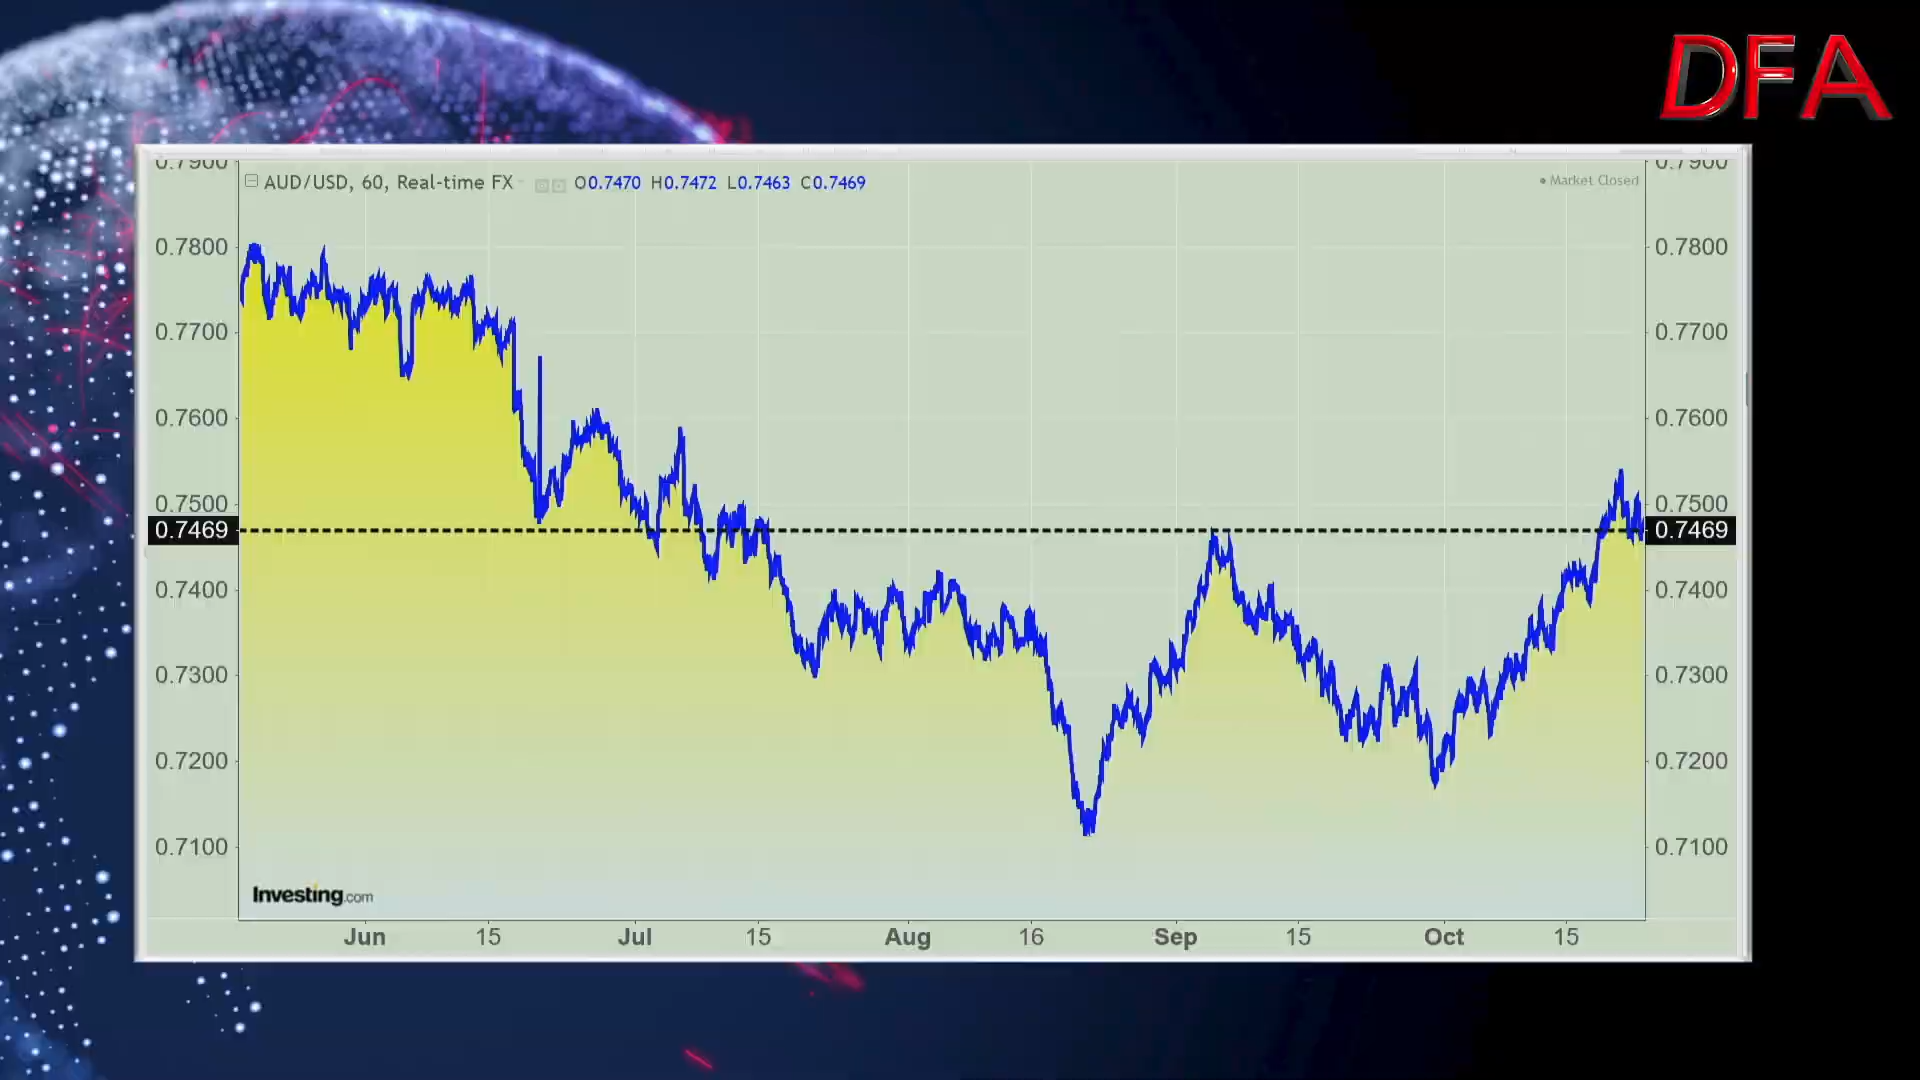 DFA
0.7900 0.7900
AUD/USD, 60, Real-time FX O0.7470 H0.7472 L0.7463 C0.7469 Market Closed
0.7800 0.7800
0.7700 0.7700
0.7600 0.7600
0.7500 0.7500
0.7469 0.7469
0.7400 0.7400
0.7300 0.7300
0.7200 0.7200
0.7100 0.7100
Investing.com
Jun 15 Jul 15 Aug 16 Sep 15 Oct 15